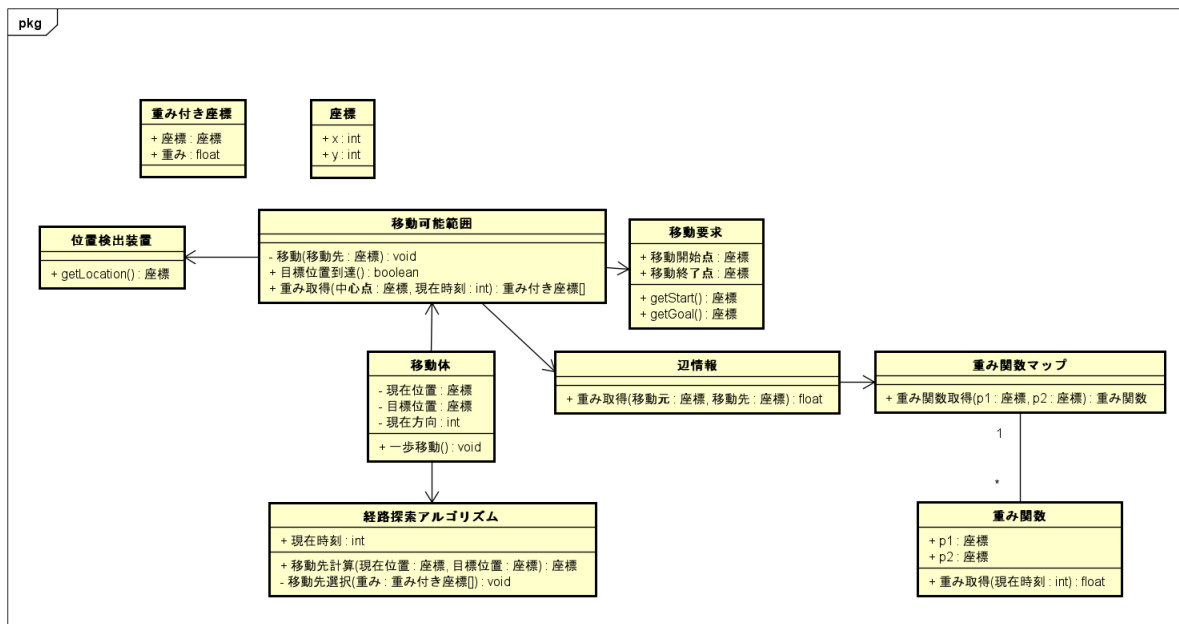 pkg
重み付き座標
+ 座標 : 座標
+ 重み : float
座標
+ x : int
+ y : int
位置検出装置
+ getLocation() : 座標
移動可能範囲
- 移動(移動先 : 座標) : void
+ 目標位置到達() : boolean
+ 重み取得(中心点 : 座標, 現在時刻 : int) : 重み付き座標[]
移動要求
+ 移動開始点 : 座標
+ 移動終了点 : 座標
+ getStart() : 座標
+ getGoal() : 座標
移動体
- 現在位置 : 座標
- 目標位置 : 座標
- 現在方向 : int
+ 一歩移動() : void
辺情報
+ 重み取得(移動元 : 座標, 移動先 : 座標) : float
重み関数マップ
+ 重み関数取得(p1 : 座標, p2 : 座標) : 重み関数
1
*
経路探索アルゴリズム
+ 現在時刻 : int
+ 移動先計算(現在位置 : 座標, 目標位置 : 座標) : 座標
- 移動先選択(重み : 重み付き座標[]) : void
重み関数
+ p1 : 座標
+ p2 : 座標
+ 重み取得(現在時刻 : int) : float